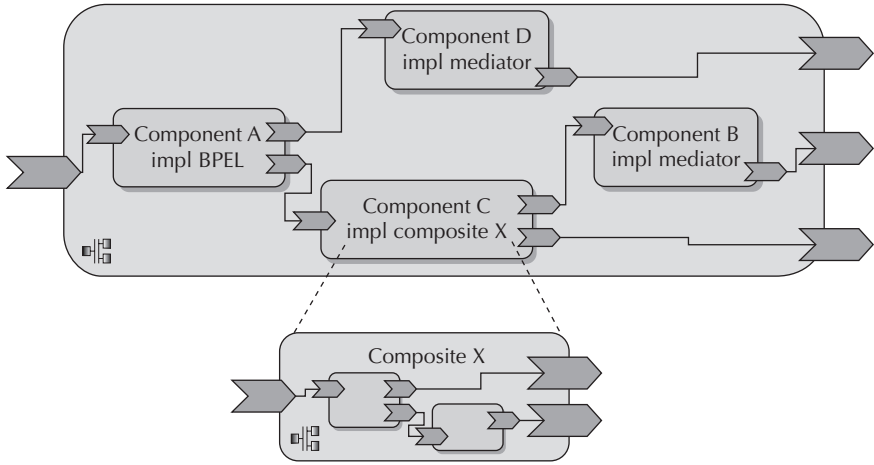 Component D
impl mediator
Component A
impl BPEL
Component B
impl mediator
Component C
impl composite X
Composite X